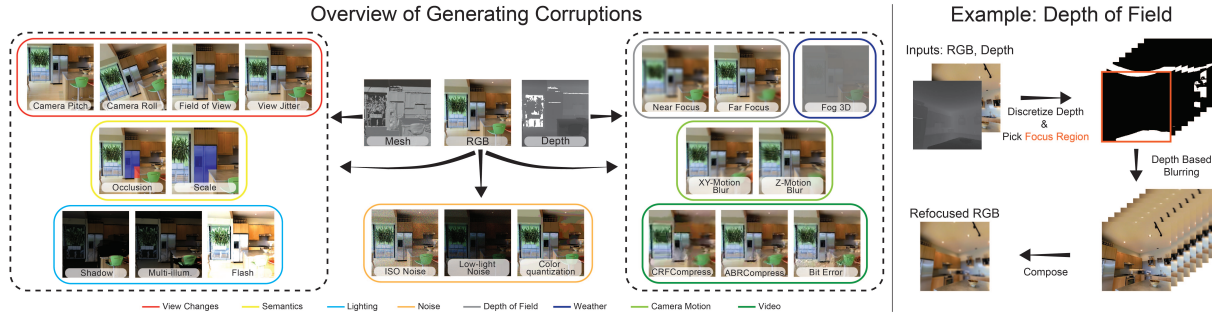 Overview of Generating Corruptions
Camera Pitch
Camera Roll
Field of View
View Jitter
Occlusion
Scale
Shadow
Multi-illum.
Flash
Mesh
RGB
Depth
ISO Noise
Low-light
Noise
Color
quantization
Near Focus
Far Focus
Fog 3D
XY-Motion
Blur
Z-Motion
Blur
CRFCompress
ABRCompress
Bit Error
View Changes
Semantics
Lighting
Noise
Depth of Field
Weather
Camera Motion
Video
Example: Depth of Field
Inputs: RGB, Depth
Discretize Depth
&
Pick Focus Region
Depth Based
Blurring
Refocused RGB
Compose